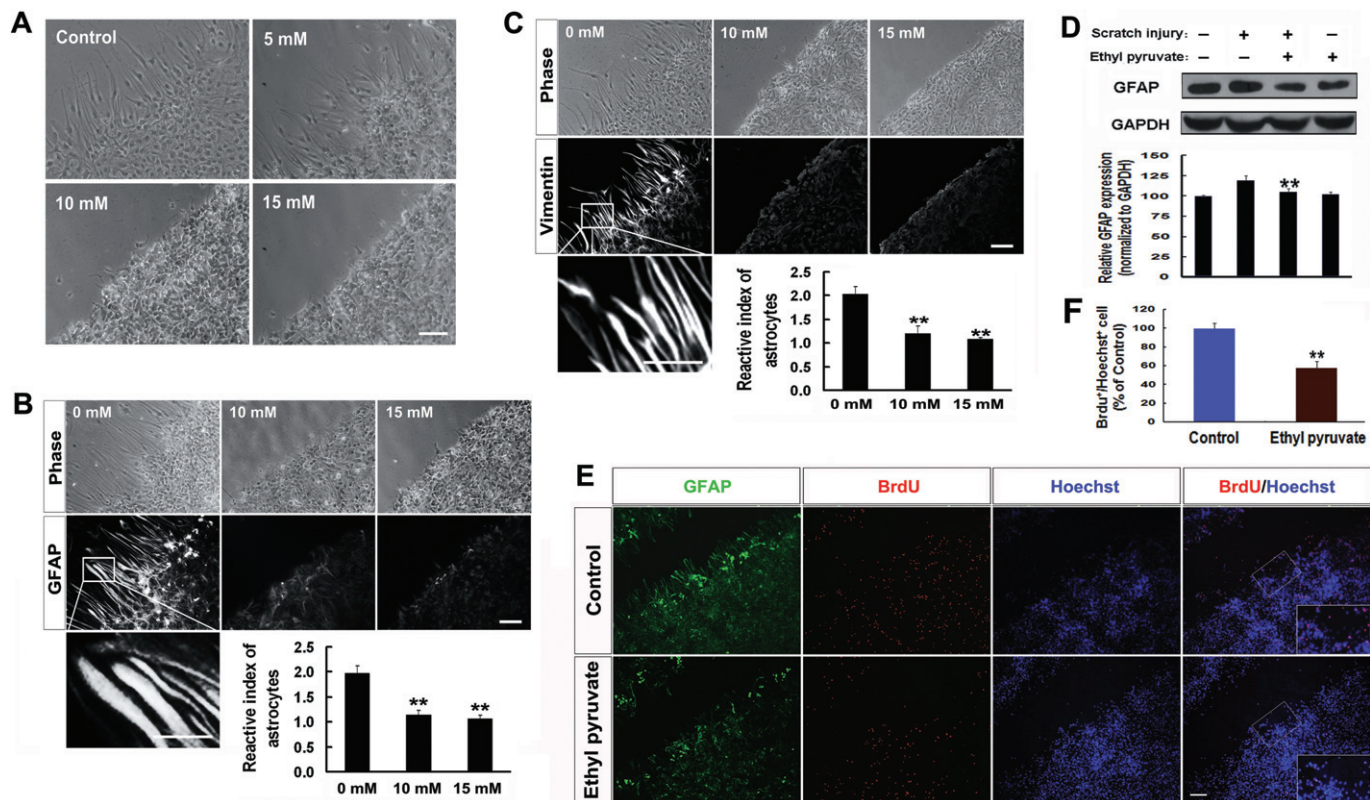 A
Control
5 mM
10 mM
15 mM
B
0 mM
10 mM
15 mM
Phase
GFAP
Reactive index of
astrocytes
2.5
2.0
1.5
1.0
0.5
0.0
**
**
0 mM
10 mM
15 mM
C
0 mM
10 mM
15 mM
Phase
Vimentin
Reactive index of
astrocytes
2.5
2.0
1.5
1.0
0.5
0.0
**
**
0 mM
10 mM
15 mM
D
Scratch injury: − + + −
Ethyl pyruvate: − − + +
GFAP
GAPDH
Relative GFAP expression
(normalized to GAPDH)
150
125
100
75
50
25
0
**
F
Brdu⁺/Hoechst⁺ cell
(% of Control)
120
100
80
60
40
20
0
**
Control
Ethyl pyruvate
E
GFAP
BrdU
Hoechst
BrdU/Hoechst
Control
Ethyl pyruvate